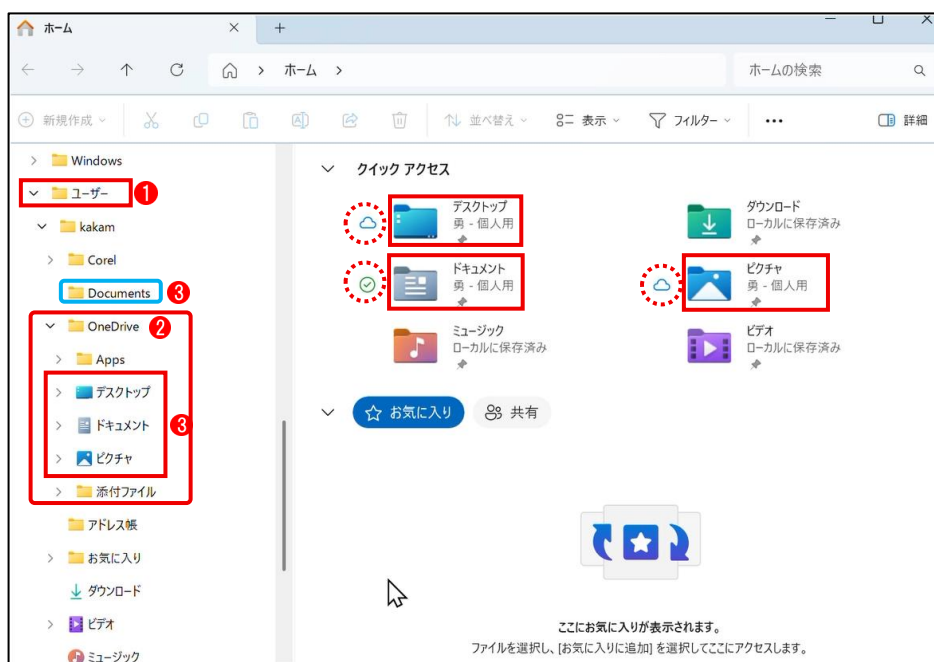 ホーム
ホーム
ホームの検索
新規作成
並べ替え
表示
フィルター
詳細
Windows
ユーザー 1
kakam
Corel
Documents 3
OneDrive 2
Apps
デスクトップ
ドキュメント 3
ピクチャ
添付ファイル
アドレス帳
お気に入り
ダウンロード
ビデオ
ミュージック
クイック アクセス
デスクトップ
勇 - 個人用
ダウンロード
ローカルに保存済み
ドキュメント
勇 - 個人用
ピクチャ
勇 - 個人用
ミュージック
ローカルに保存済み
ビデオ
ローカルに保存済み
お気に入り
共有
ここにお気に入りが表示されます。
ファイルを選択し、[お気に入りに追加] を選択してここにアクセスします。